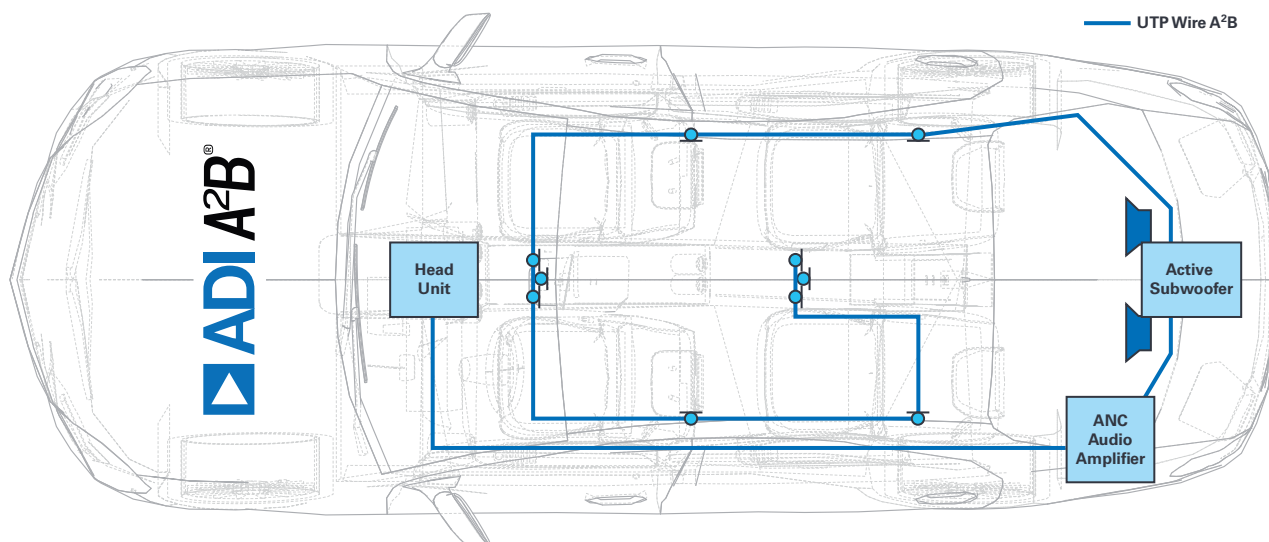 UTP Wire A²B
ADI A²B®
Head
Unit
Active
Subwoofer
ANC
Audio
Amplifier